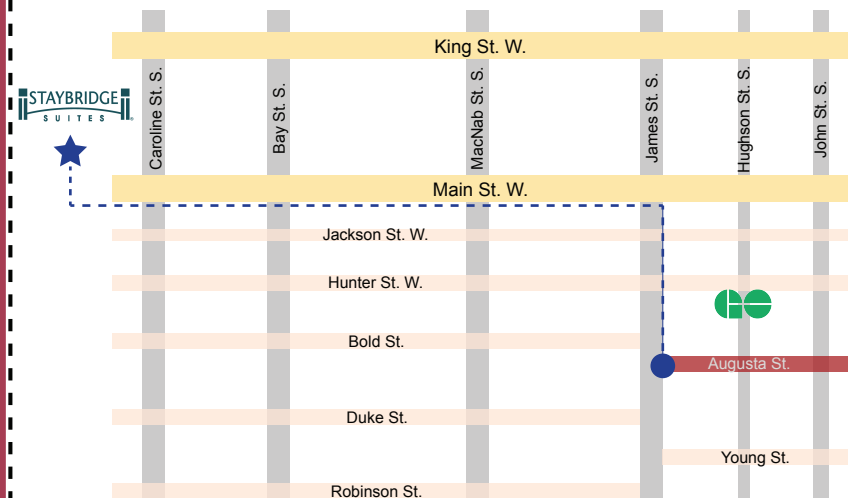 King St. W.
STAYBRIDGE
SUITES
Caroline St. S.
Bay St. S.
MacNab St. S.
James St. S.
Hughson St. S.
John St. S.
Main St. W.
Jackson St. W.
Hunter St. W.
Bold St.
Augusta St.
Duke St.
Young St.
Robinson St.